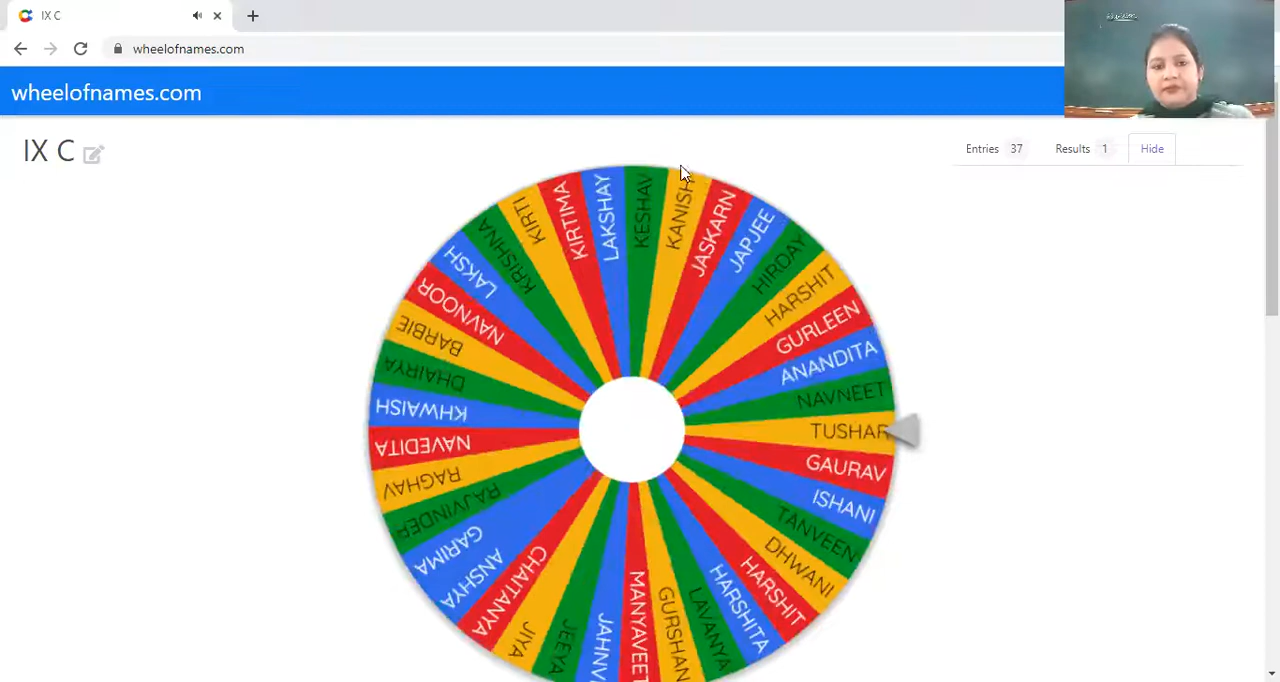 IX C
wheelofnames.com
wheelofnames.com
IX C
Entries 37 Results 1 Hide
KESHAV
KANISH
JASKARN
JAPJEE
HIRDAY
HARSHIT
GURLEEN
ANANDITA
NAVNEET
TUSHAR
GAURAV
ISHANI
TANVEEN
DHWANI
HARSHIT
HARSHITA
LAVANYA
GURSHAN
MANYAVEET
JAHNV
JEEYA
JIYA
CHAITANYA
ANSHYA
GARIMA
RAJVINDER
RAGHAV
NAVEDITA
KHWAISH
DHAIRYA
BARBIE
NAVNOOR
LAKSH
KRISHNA
KIRTI
KIRTIMA
LAKSHAY